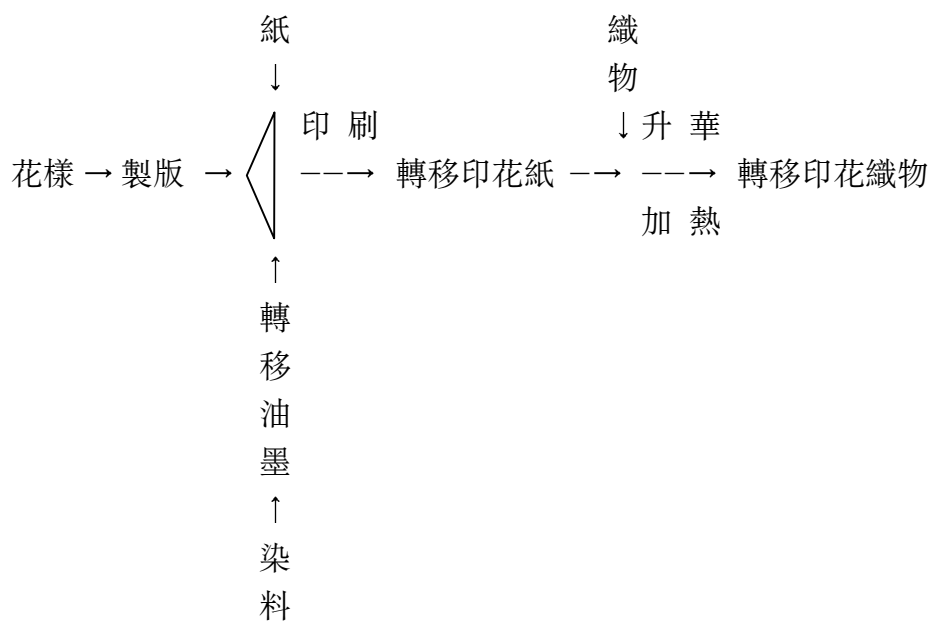 紙
↓
織物
↓
印刷
升華
花樣 → 製版 → −−→ 轉移印花紙 −→ −−→ 轉移印花織物
加熱
↑
轉移油墨
↑
染料